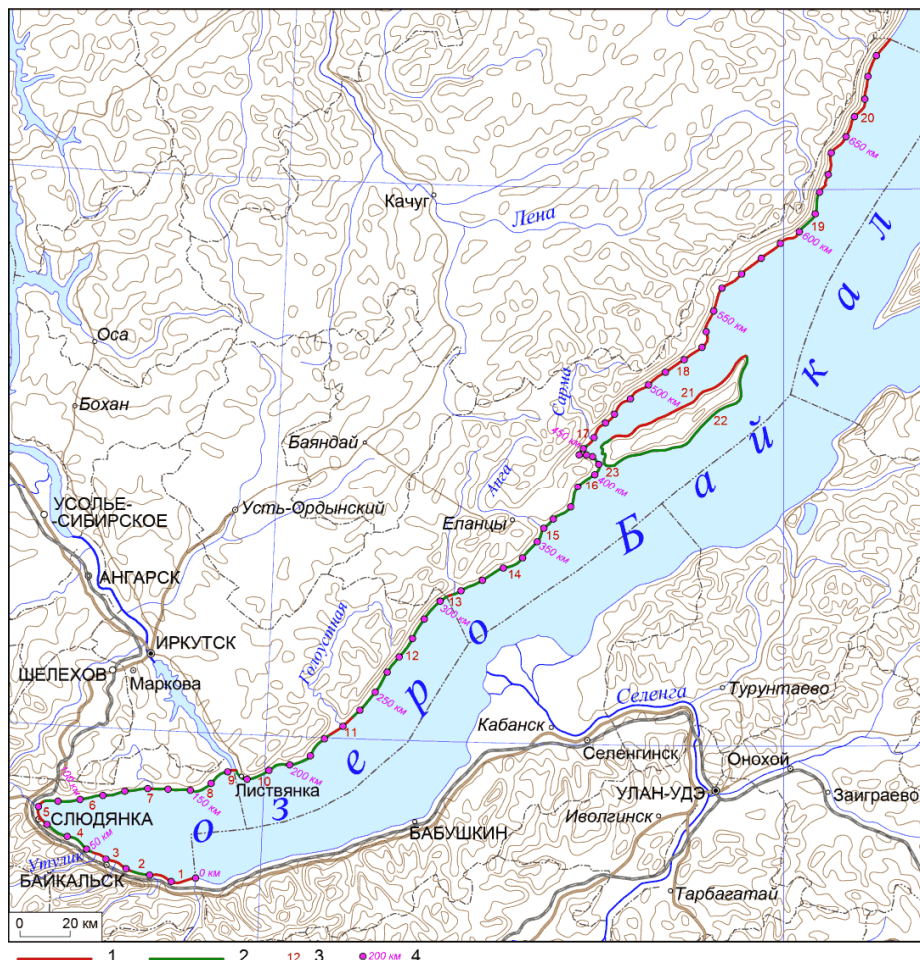 20
650 км
Качуг
Лена
19
600 км
550 км
Оса
18
Сарма
500 км
21
Бохан
22
17
450 км
Баяндай
23
16
400 км
Анга
УСОЛЬЕ-
-СИБИРСКОЕ
Усть-Ордынский
Еланцы
15
350 км
АНГАРСК
14
13
300 км
Голоустная
ИРКУТСК
12
ШЕЛЕХОВ
Маркова
озеро Байкал
250 км
Селенга
Турунтаево
11
Кабанск
Селенгинск
Онохой
200 км
100 км
10
9
8
Листвянка
150 км
7
6
5
УЛАН-УДЭ
Заиграево
СЛЮДЯНКА
Иволгинск
4
БАБУШКИН
50
Утулик
3
2
1
0 км
БАЙКАЛЬСК
Тарбагатай
0 20 км
1 2 12 3 200 км 4